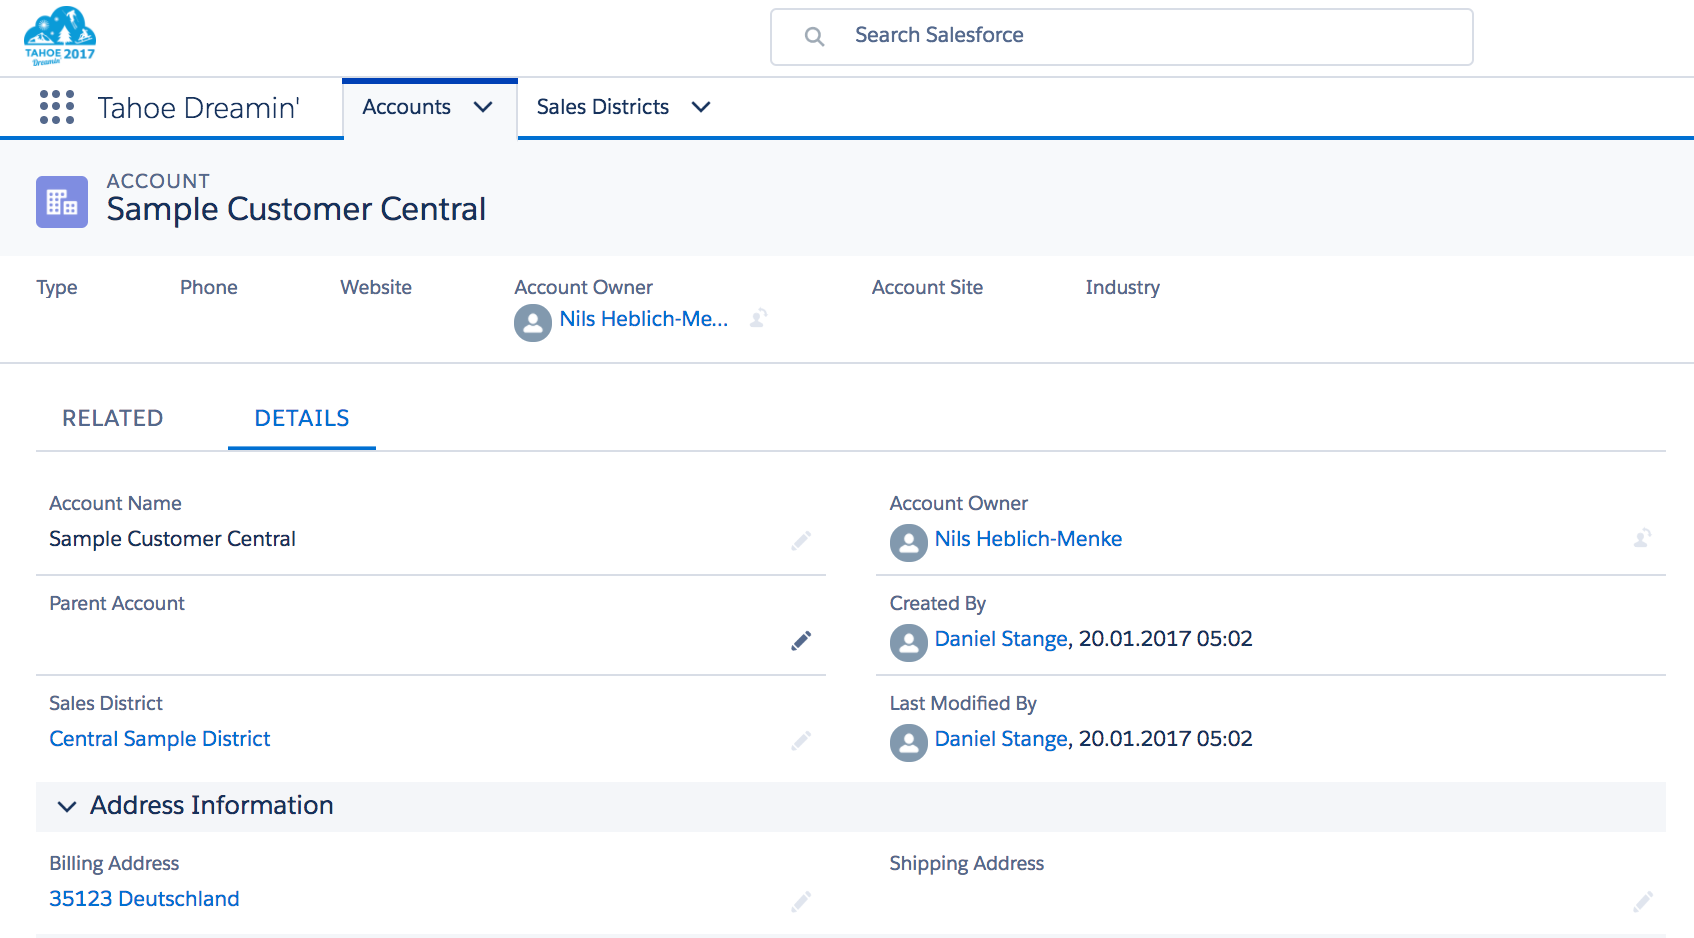 TAHOE 2017
Dreamin'
Search Salesforce
Tahoe Dreamin'
Accounts
Sales Districts
ACCOUNT
Sample Customer Central
Type
Phone
Website
Account Owner
Account Site
Industry
Nils Heblich-Me...
RELATED
DETAILS
Account Name
Account Owner
Sample Customer Central
Nils Heblich-Menke
Parent Account
Created By
Daniel Stange, 20.01.2017 05:02
Sales District
Last Modified By
Central Sample District
Daniel Stange, 20.01.2017 05:02
Address Information
Billing Address
Shipping Address
35123 Deutschland